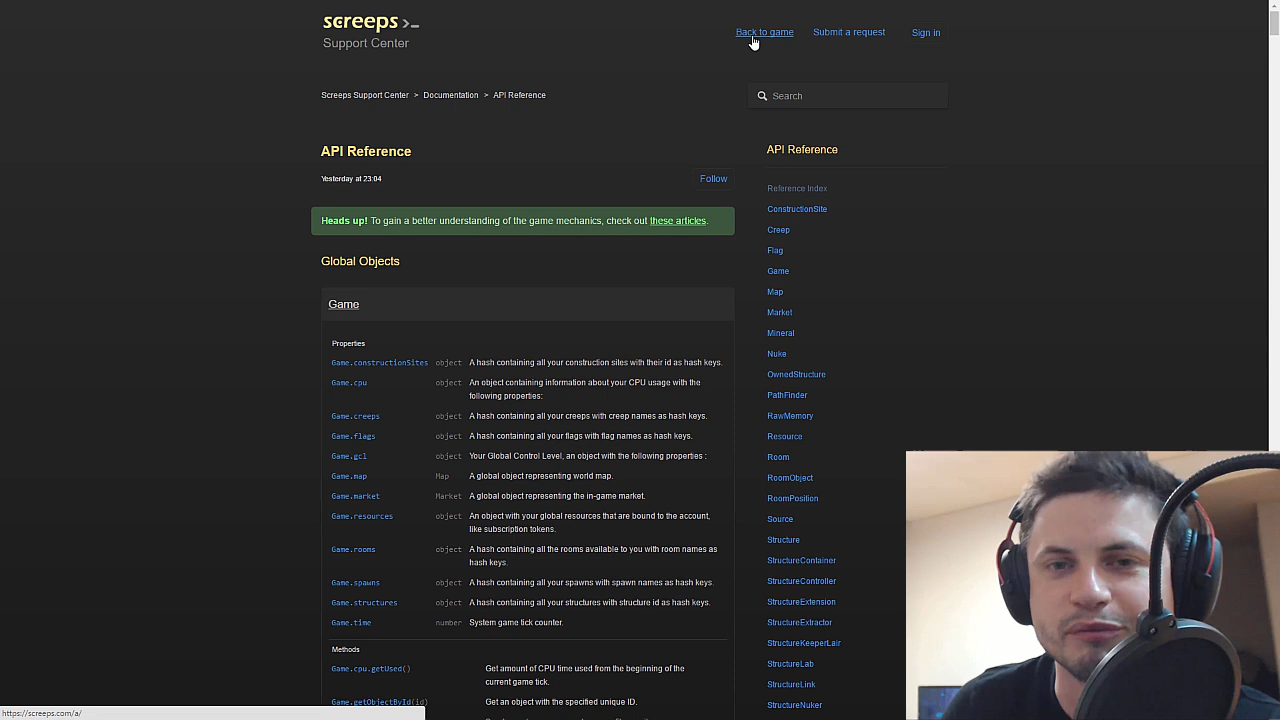 screeps >_
Support Center
Back to game
Submit a request
Sign in
Screeps Support Center > Documentation > API Reference
Search
API Reference
Yesterday at 23:04
Follow
Heads up! To gain a better understanding of the game mechanics, check out these articles.
Global Objects
Game
Properties
Game.constructionSites object A hash containing all your construction sites with their id as hash keys.
Game.cpu object An object containing information about your CPU usage with the
following properties:
Game.creeps object A hash containing all your creeps with creep names as hash keys.
Game.flags object A hash containing all your flags with flag names as hash keys.
Game.gcl object Your Global Control Level, an object with the following properties :
Game.map Map A global object representing world map.
Game.market Market A global object representing the in-game market.
Game.resources object An object with your global resources that are bound to the account,
like subscription tokens.
Game.rooms object A hash containing all the rooms available to you with room names as
hash keys.
Game.spawns object A hash containing all your spawns with spawn names as hash keys.
Game.structures object A hash containing all your structures with structure id as hash keys.
Game.time number System game tick counter.
Methods
Game.cpu.getUsed() Get amount of CPU time used from the beginning of the
current game tick.
Game.getObjectById(id) Get an object with the specified unique ID.
API Reference
Reference Index
ConstructionSite
Creep
Flag
Game
Map
Market
Mineral
Nuke
OwnedStructure
PathFinder
RawMemory
Resource
Room
RoomObject
RoomPosition
Source
Structure
StructureContainer
StructureController
StructureExtension
StructureExtractor
StructureKeeperLair
StructureLab
StructureLink
StructureNuker
https://screeps.com/a/